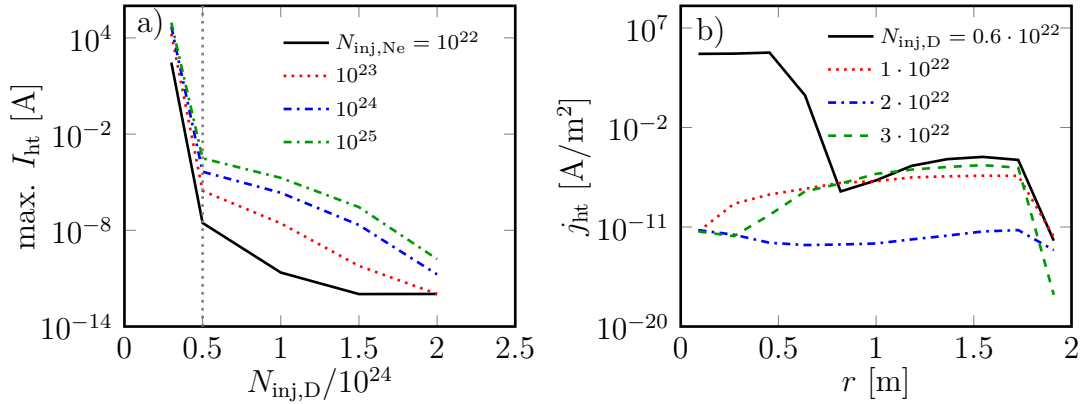 a)
max. I_ht [A]
10^4
10^−2
10^−8
10^−14
N_inj,Ne = 10^22
10^23
10^24
10^25
0 0.5 1 1.5 2 2.5
N_inj,D/10^24
b)
j_ht [A/m^2]
10^7
10^−2
10^−11
10^−20
N_inj,D = 0.6 · 10^22
1 · 10^22
2 · 10^22
3 · 10^22
0 0.5 1 1.5 2
r [m]